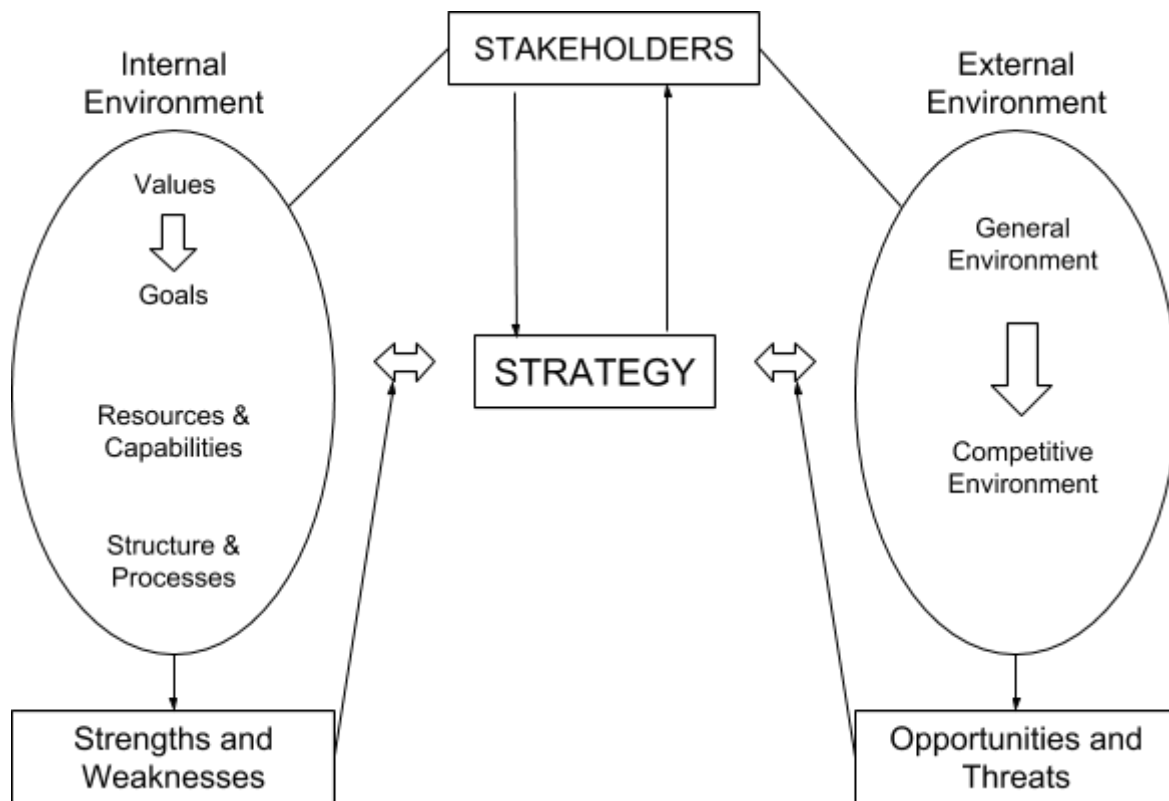 STAKEHOLDERS
Internal
Environment
External
Environment
Values
Goals
Resources &
Capabilities
Structure &
Processes
STRATEGY
General
Environment
Competitive
Environment
Strengths and
Weaknesses
Opportunities and
Threats